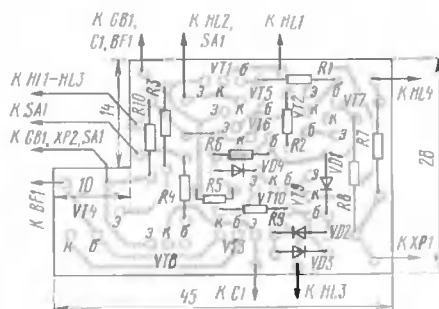 К GB1,
C1, BF1
К HL2,
SA1
К HL1
К HL1-HL3
К SA1
К GB1, XP2, SA1
К BF1
14
10
R10
R3
VT1 б
R1
К HL4
э к
VT5
э
VT2
к б
VT7
к б
VT6
R6
R2
VD1
R7
28
VD4
R4
R5
э к б
VT10
R9
VT9
R8
VT4
э
к б
VT8
VT3
VD2
VD3
К XP1
45
К C1
К HL3